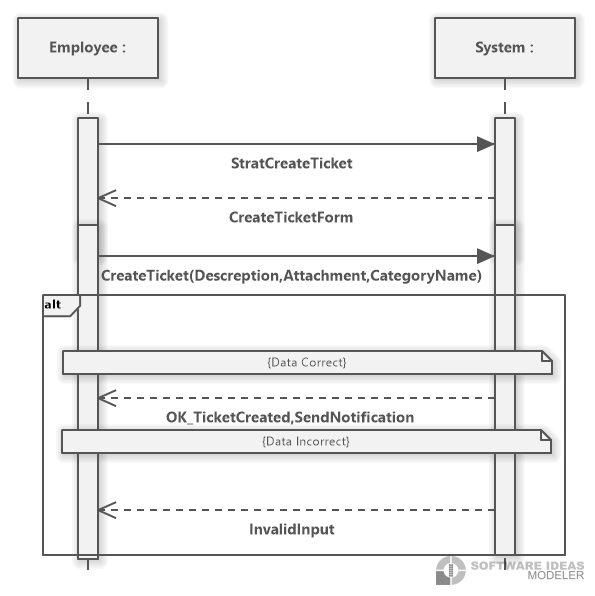 Employee :
System :
StratCreateTicket
CreateTicketForm
CreateTicket(Descreption,Attachment,CategoryName)
alt
{Data Correct}
OK_TicketCreated,SendNotification
{Data Incorrect}
InvalidInput
SOFTWARE IDEAS
MODELER